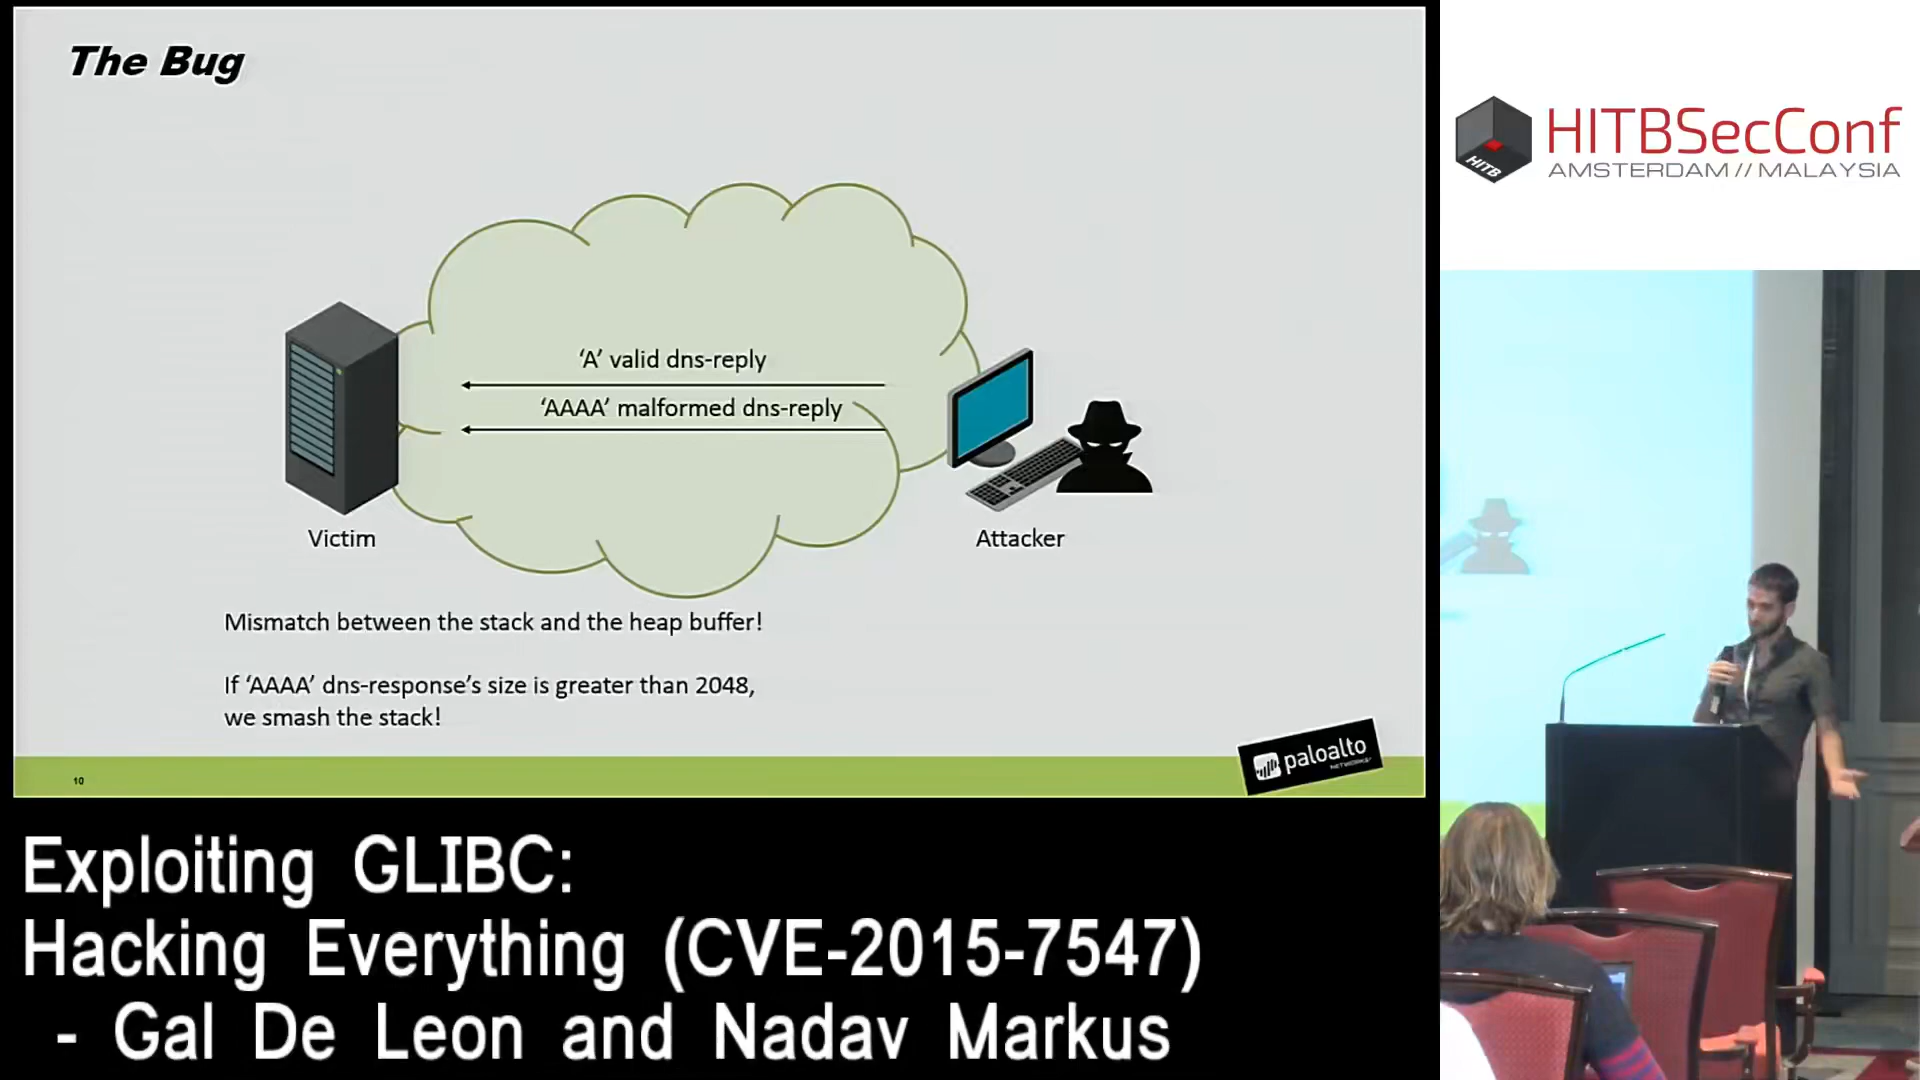 The Bug
HITBSecConf
AMSTERDAM // MALAYSIA
HITB
‘A’ valid dns-reply
‘AAAA’ malformed dns-reply
Victim
Attacker
Mismatch between the stack and the heap buffer!
If ‘AAAA’ dns-response’s size is greater than 2048,
we smash the stack!
paloalto
NETWORKS
10
Exploiting GLIBC:
Hacking Everything (CVE-2015-7547)
- Gal De Leon and Nadav Markus